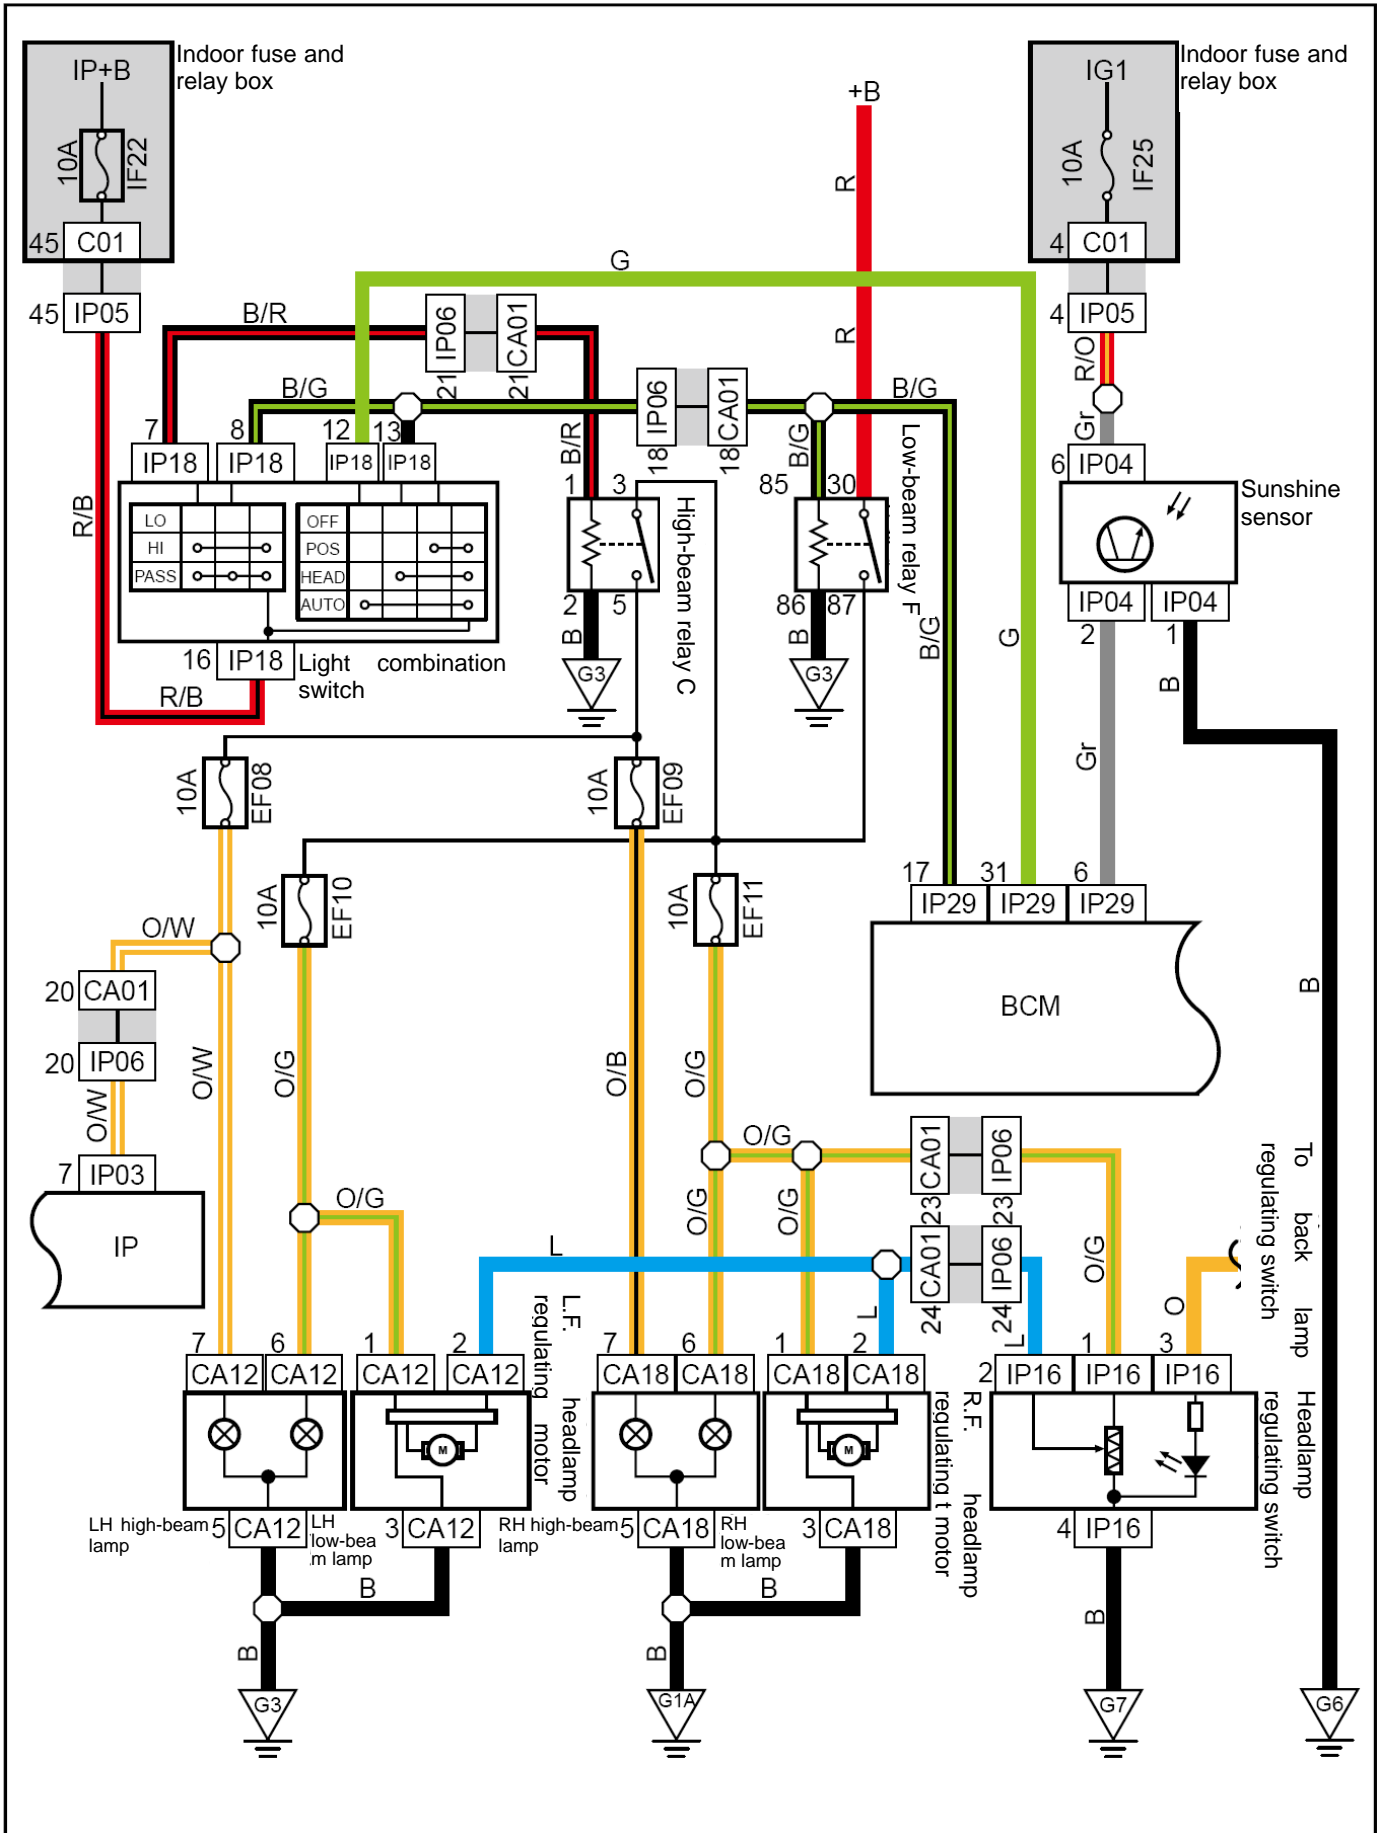 Indoor fuse and
relay box
IP+B
10A
IF22
45 C01
45 IP05
+B
R
R
Indoor fuse and
relay box
IG1
10A
IF25
4 C01
4 IP05
R/O
Gr
6 IP04
Sunshine
sensor
IP04 IP04
2 1
B
Gr
G
B/R
IP06 CA01
21 21
B/G
IP06 CA01
18 18
B/G
B/R
B/G
7 8 12 13
IP18 IP18 IP18 IP18
LO
HI
PASS
OFF
POS
HEAD
AUTO
16 IP18
Light combination
switch
R/B
R/B
1 3
2 5
High-beam relay C
B
G3
85 30
86 87
Low-beam relay F
B
G3
B/G
G
10A
EF08
10A
EF09
10A
EF10
10A
EF11
17 31 6
IP29 IP29 IP29
BCM
B
O/W
20 CA01
20 IP06
O/W
7 IP03
IP
O/W
O/G
O/B
O/G
O/G
O/G
O/G
O/G
CA01 IP06
23 23
L
CA01 IP06
24 24
L
L
O/G
O
To back lamp
regulating switch
7 6 1 2
CA12 CA12 CA12 CA12
L.F. headlamp
regulating motor
7 6 1 2
CA18 CA18 CA18 CA18
R.F. headlamp
regulating t motor
2 1 3
IP16 IP16 IP16
Headlamp
regulating switch
M
M
LH high-beam
lamp
5 CA12
LH
low-bea
m lamp
3 CA12
RH high-beam
lamp
5 CA18
RH
low-bea
m lamp
3 CA18
4 IP16
B
B
B
B
B
G3
G1A
G7
G6